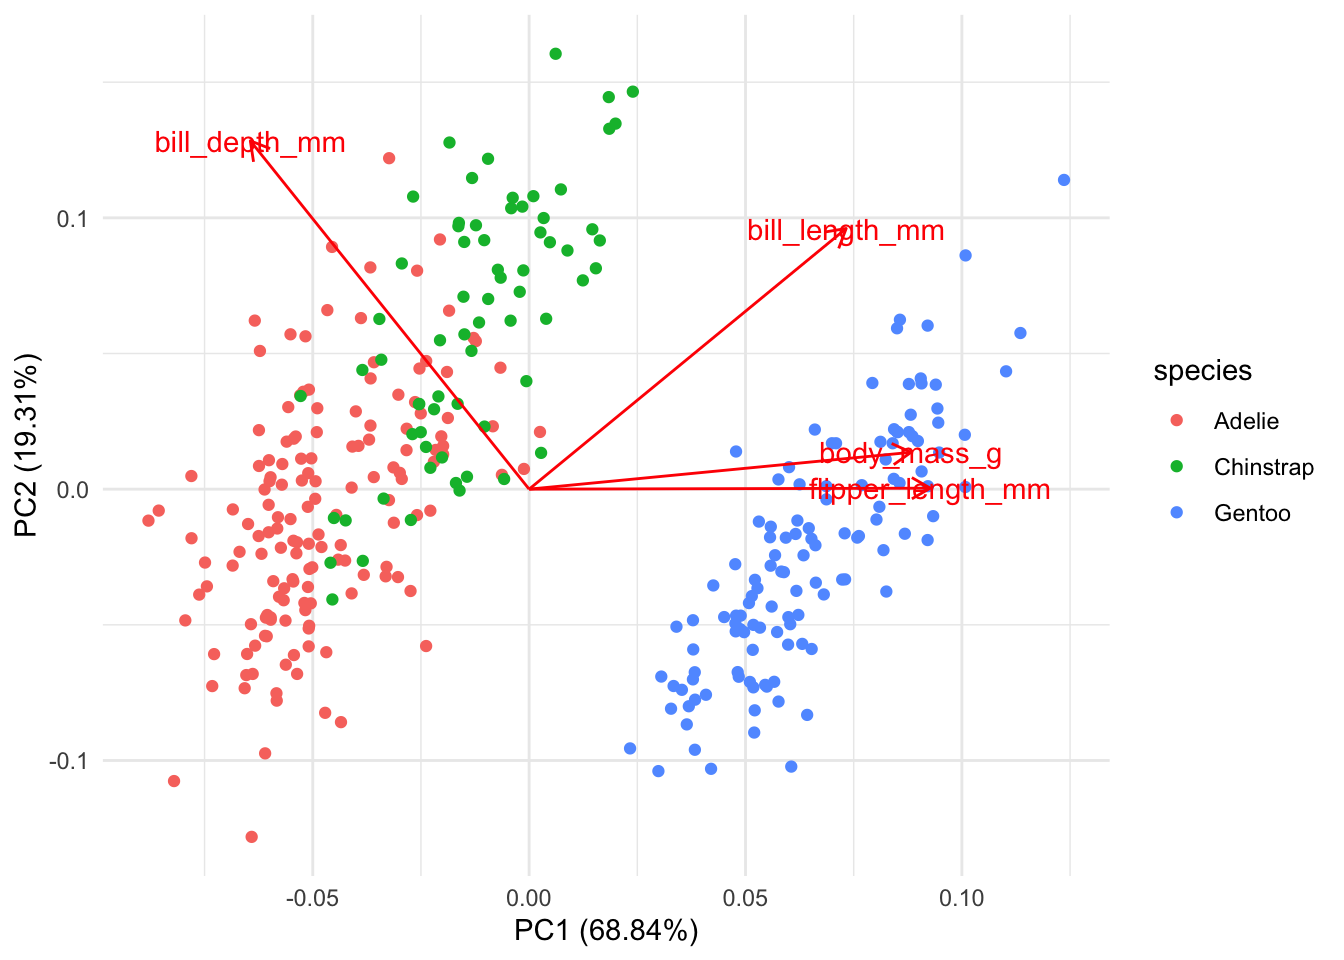 bill_depth_mm
bill_length_mm
body_mass_g
flipper_length_mm
0.1
0.0
-0.1
PC2 (19.31%)
-0.05
0.00
0.05
0.10
PC1 (68.84%)
species
Adelie
Chinstrap
Gentoo